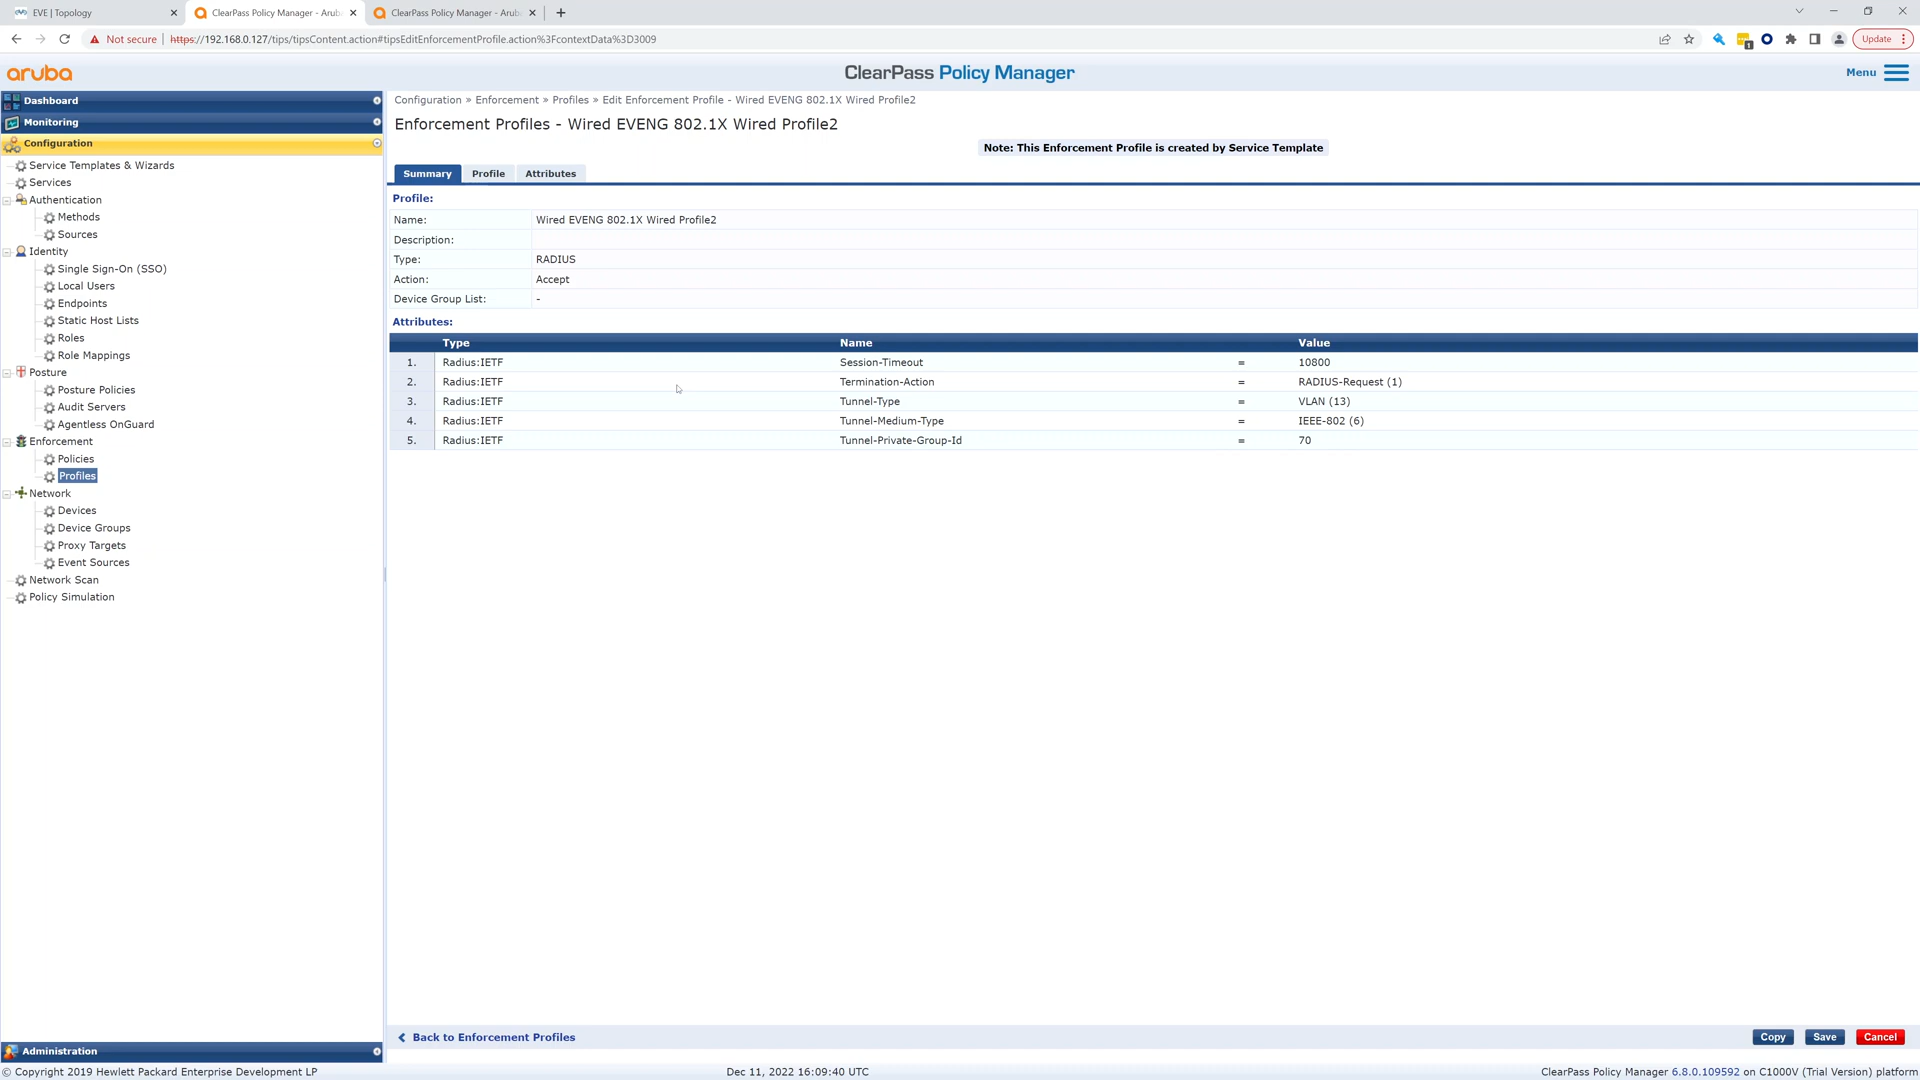 EVE | Topology
ClearPass Policy Manager - Arub
ClearPass Policy Manager - Arub
Not secure
https://192.168.0.127/tips/tipsContent.action#tipsEditEnforcementProfile.action%3FcontextData%3D3009
Update
aruba
ClearPass Policy Manager
Menu
Dashboard
Monitoring
Configuration
Service Templates & Wizards
Services
Authentication
Methods
Sources
Identity
Single Sign-On (SSO)
Local Users
Endpoints
Static Host Lists
Roles
Role Mappings
Posture
Posture Policies
Audit Servers
Agentless OnGuard
Enforcement
Policies
Profiles
Network
Devices
Device Groups
Proxy Targets
Event Sources
Network Scan
Policy Simulation
Administration
Configuration » Enforcement » Profiles » Edit Enforcement Profile - Wired EVENG 802.1X Wired Profile2
Enforcement Profiles - Wired EVENG 802.1X Wired Profile2
Note: This Enforcement Profile is created by Service Template
Summary Profile Attributes
Profile:
Name: Wired EVENG 802.1X Wired Profile2
Description:
Type: RADIUS
Action: Accept
Device Group List: -
Attributes:
Type Name Value
1. Radius:IETF Session-Timeout = 10800
2. Radius:IETF Termination-Action = RADIUS-Request (1)
3. Radius:IETF Tunnel-Type = VLAN (13)
4. Radius:IETF Tunnel-Medium-Type = IEEE-802 (6)
5. Radius:IETF Tunnel-Private-Group-Id = 70
Back to Enforcement Profiles
Copy Save Cancel
© Copyright 2019 Hewlett Packard Enterprise Development LP
Dec 11, 2022 16:09:40 UTC
ClearPass Policy Manager 6.8.0.109592 on C1000V (Trial Version) platform